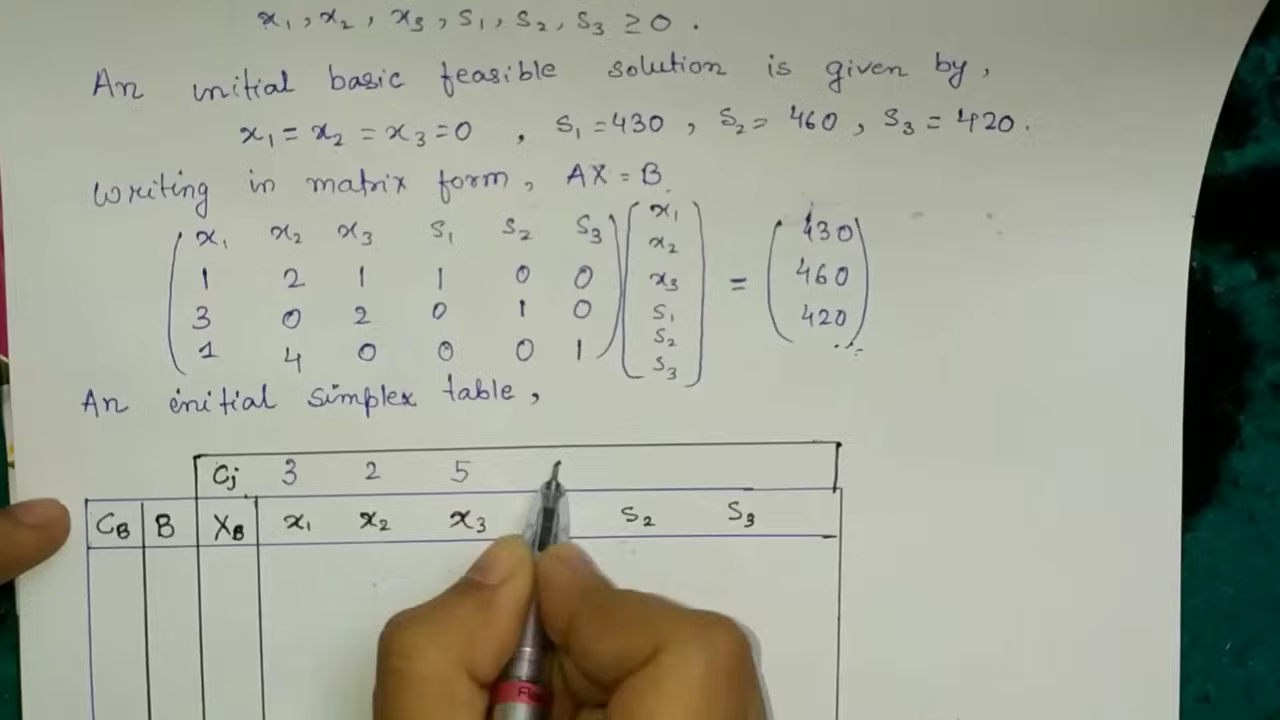 x₁, x₂, x₃, s₁, s₂, s₃ ≥ 0.
An initial basic feasible solution is given by,
x₁ = x₂ = x₃ = 0, s₁ = 430, s₂ = 460, s₃ = 420.
Writing in matrix form, AX = B
x₁ x₂ x₃ s₁ s₂ s₃ x₁ 430
1 2 1 1 0 0 x₂ 460
3 0 2 0 1 0 x₃ = 420
1 4 0 0 0 1 s₁
s₂
s₃
An initial simplex table,
Cj 3 2 5
CB B XB x₁ x₂ x₃ s₂ s₃